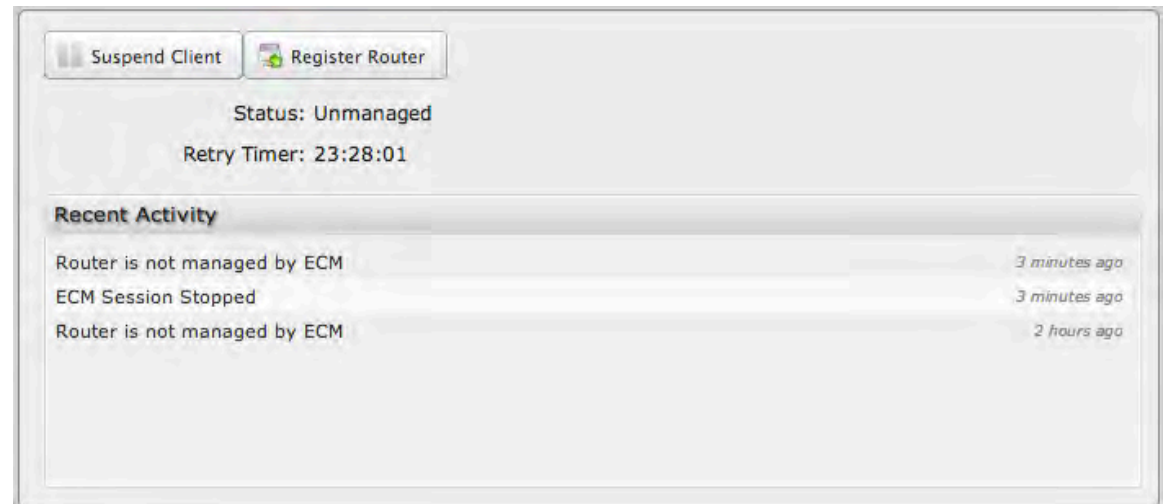 Suspend Client Register Router
Status: Unmanaged
Retry Timer: 23:28:01
Recent Activity
Router is not managed by ECM 3 minutes ago
ECM Session Stopped 3 minutes ago
Router is not managed by ECM 2 hours ago